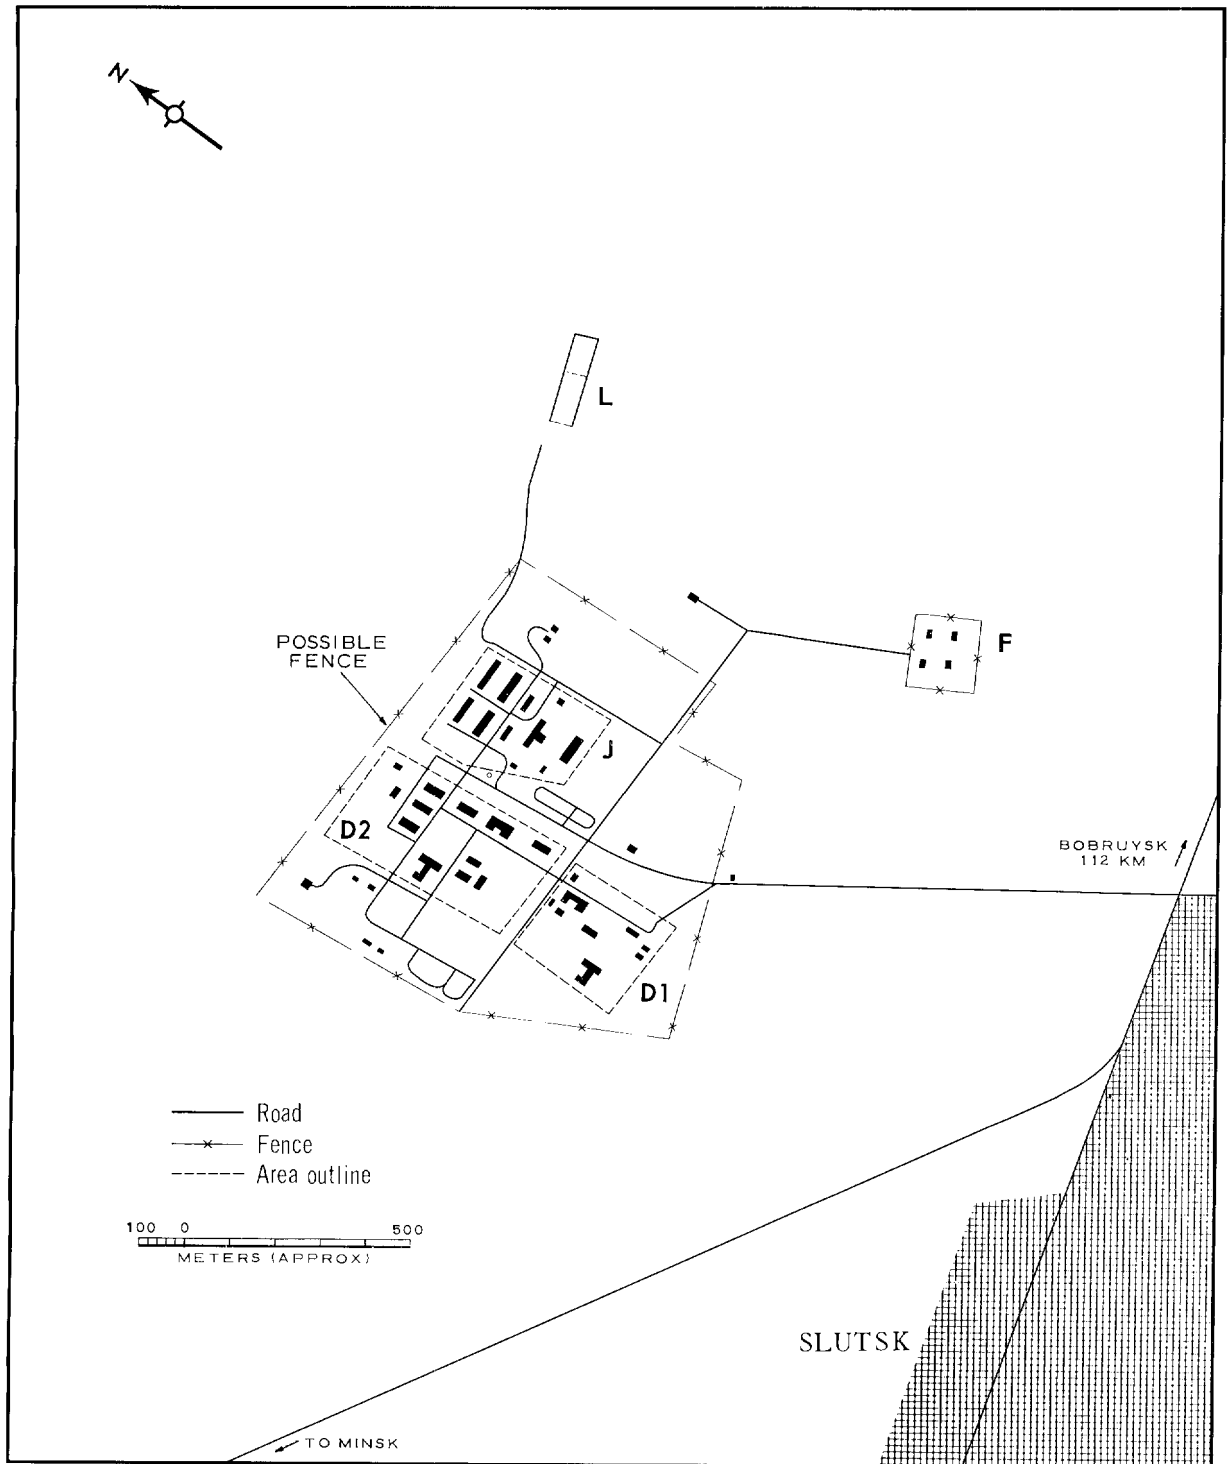 N
L
POSSIBLE
FENCE
F
J
D2
BOBRUYSK
112 KM
D1
Road
Fence
Area outline
100 0 500
METERS (APPROX)
SLUTSK
TO MINSK